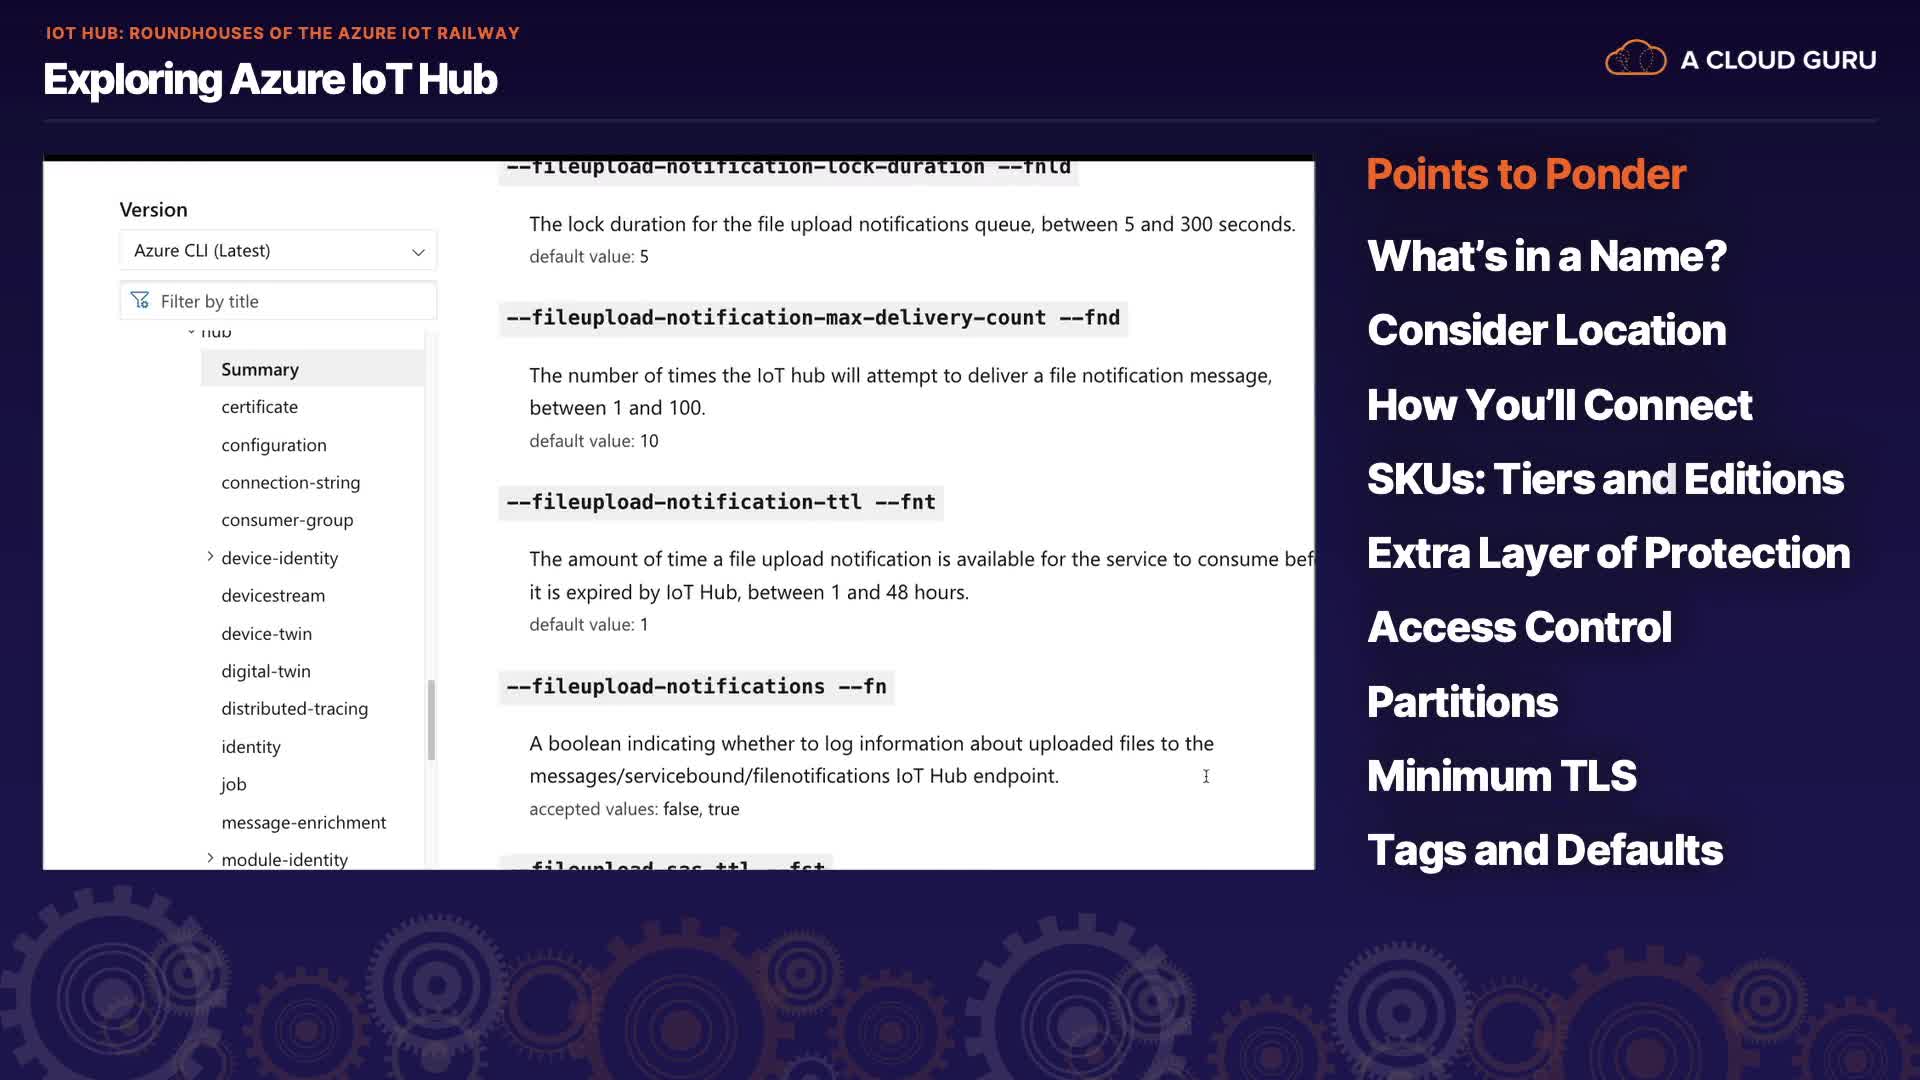 IOT HUB: ROUNDHOUSES OF THE AZURE IOT RAILWAY
Exploring Azure IoT Hub
A CLOUD GURU
Version
Azure CLI (Latest)
Filter by title
hub
Summary
certificate
configuration
connection-string
consumer-group
device-identity
devicestream
device-twin
digital-twin
distributed-tracing
identity
job
message-enrichment
module-identity
--fileupload-notification-lock-duration --fnld
The lock duration for the file upload notifications queue, between 5 and 300 seconds.
default value: 5
--fileupload-notification-max-delivery-count --fnd
The number of times the IoT hub will attempt to deliver a file notification message,
between 1 and 100.
default value: 10
--fileupload-notification-ttl --fnt
The amount of time a file upload notification is available for the service to consume bef
it is expired by IoT Hub, between 1 and 48 hours.
default value: 1
--fileupload-notifications --fn
A boolean indicating whether to log information about uploaded files to the
messages/servicebound/filenotifications IoT Hub endpoint.
accepted values: false, true
--fileupload-sas-ttl --fst
Points to Ponder
What's in a Name?
Consider Location
How You'll Connect
SKUs: Tiers and Editions
Extra Layer of Protection
Access Control
Partitions
Minimum TLS
Tags and Defaults